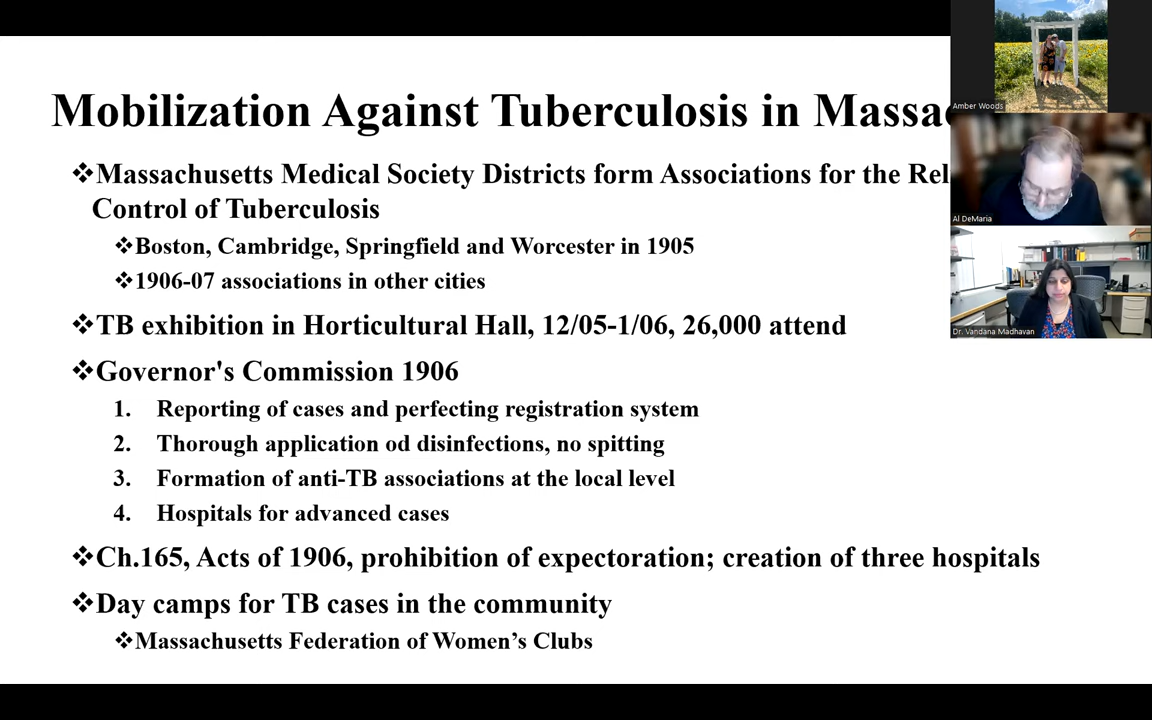 Mobilization Against Tuberculosis in Massac
❖Massachusetts Medical Society Districts form Associations for the Rel
Control of Tuberculosis
❖Boston, Cambridge, Springfield and Worcester in 1905
❖1906-07 associations in other cities
❖TB exhibition in Horticultural Hall, 12/05-1/06, 26,000 attend
❖Governor's Commission 1906
1. Reporting of cases and perfecting registration system
2. Thorough application od disinfections, no spitting
3. Formation of anti-TB associations at the local level
4. Hospitals for advanced cases
❖Ch.165, Acts of 1906, prohibition of expectoration; creation of three hospitals
❖Day camps for TB cases in the community
❖Massachusetts Federation of Women’s Clubs
Amber Woods
Al DeMaria
Dr. Vandana Madhavan